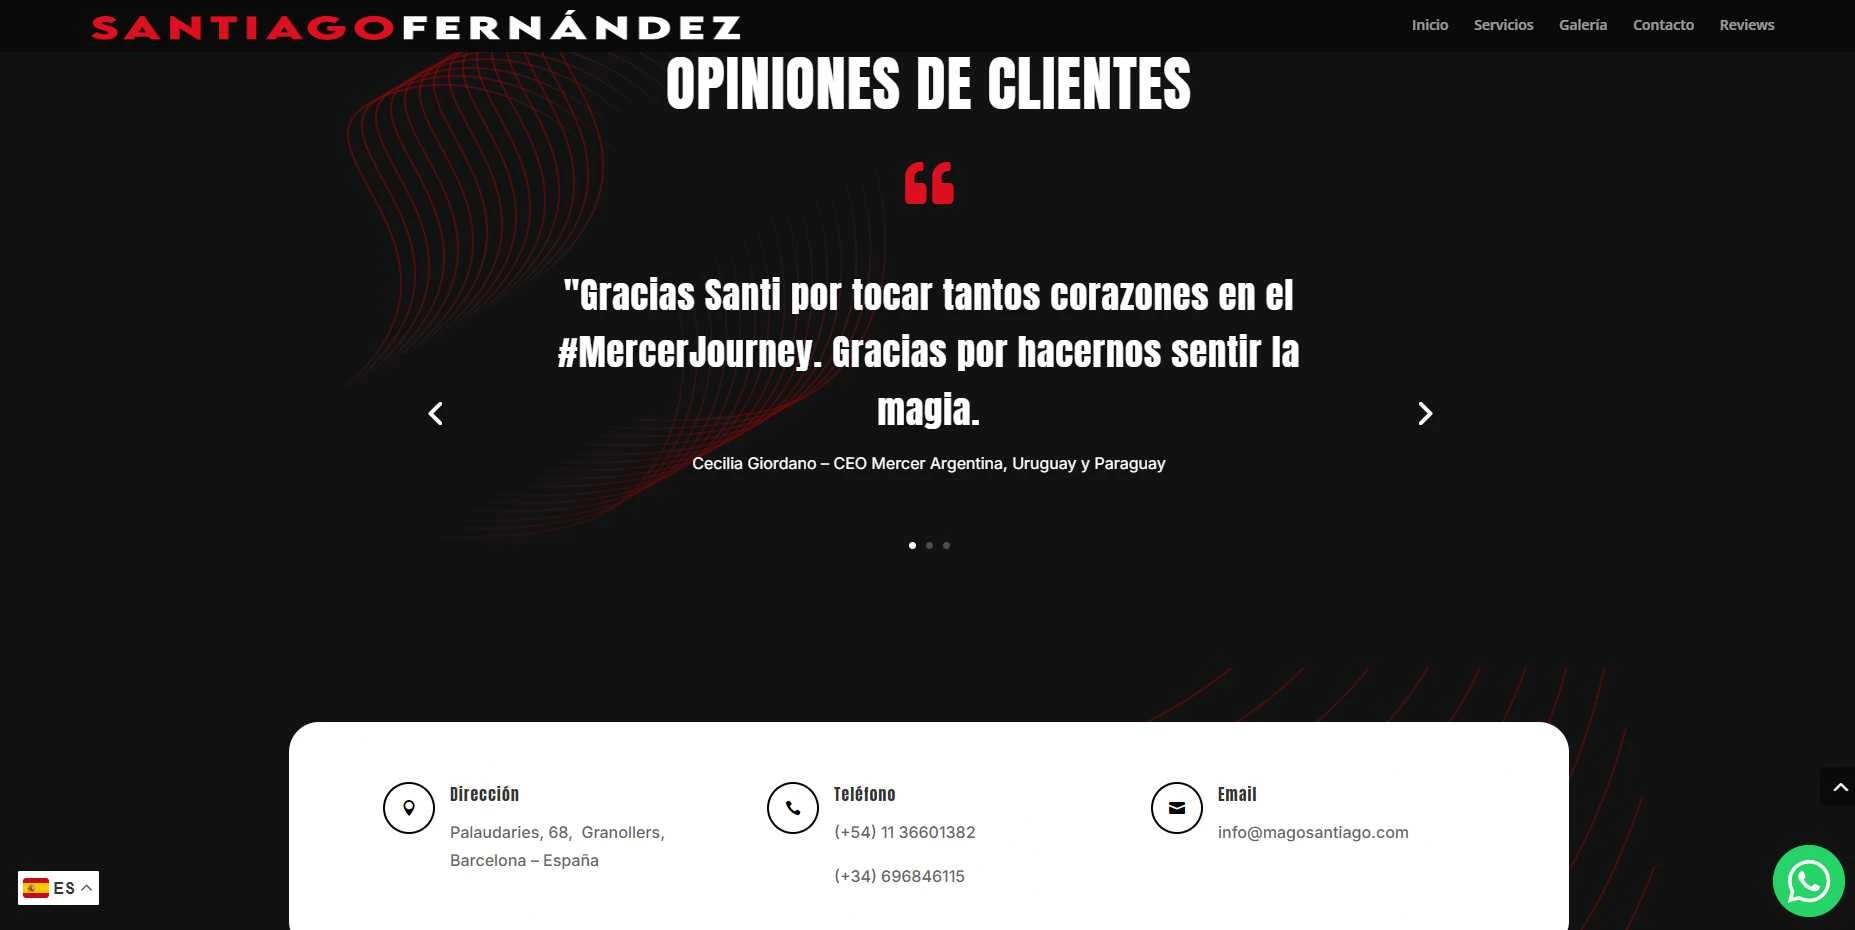 SANTIAGOFERNÁNDEZ
Inicio Servicios Galería Contacto Reviews
OPINIONES DE CLIENTES
"Gracias Santi por tocar tantos corazones en el
#MercerJourney. Gracias por hacernos sentir la
magia.
Cecilia Giordano – CEO Mercer Argentina, Uruguay y Paraguay
Dirección
Palaudaries, 68, Granollers,
Barcelona – España
Teléfono
(+54) 11 36601382
(+34) 696846115
Email
info@magosantiago.com
ES